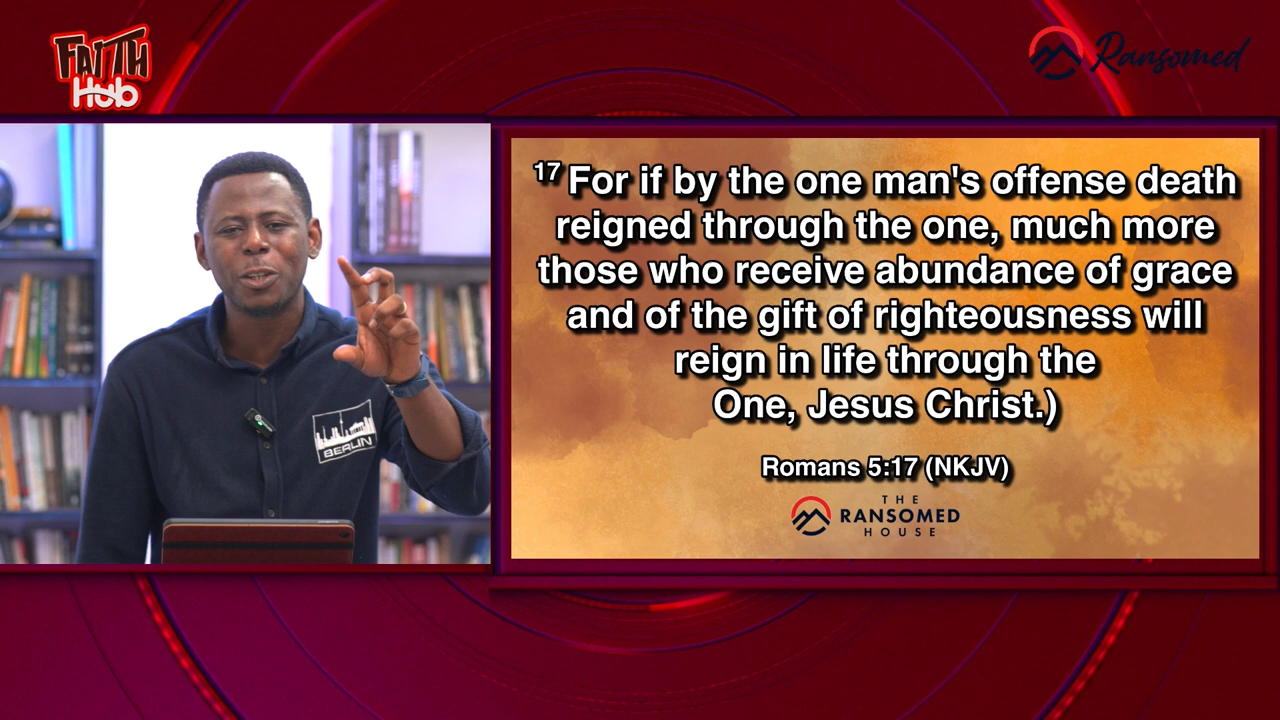 FAITH
Hub
Ransomed
BERLIN
17 For if by the one man's offense death
reigned through the one, much more
those who receive abundance of grace
and of the gift of righteousness will
reign in life through the
One, Jesus Christ.)
Romans 5:17 (NKJV)
THE
RANSOMED
HOUSE